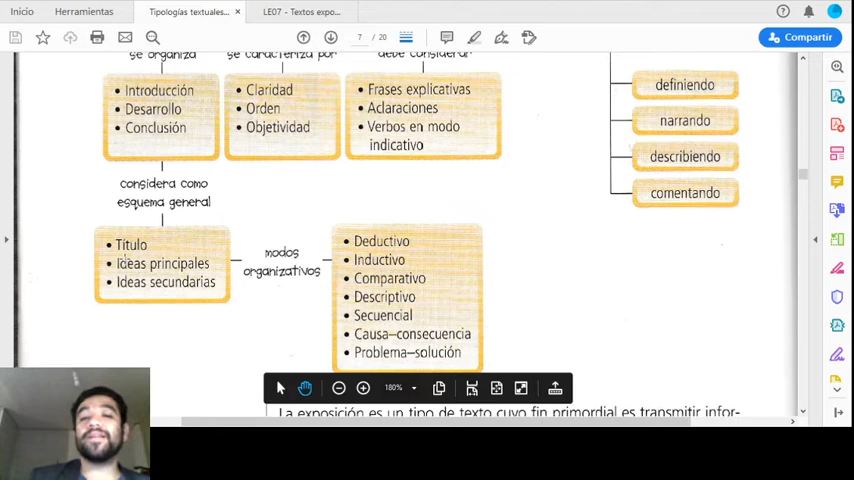 Inicio
Herramientas
Tipologías textuales... ×
LE07 - Textos expo...
7 / 20
Compartir
se organiza
se caracteriza por
debe considerar
• Introducción
• Desarrollo
• Conclusión
• Claridad
• Orden
• Objetividad
• Frases explicativas
• Aclaraciones
• Verbos en modo
indicativo
definiendo
narrando
describiendo
comentando
considera como
esquema general
• Título
• Ideas principales
• Ideas secundarias
modos
organizativos
• Deductivo
• Inductivo
• Comparativo
• Descriptivo
• Secuencial
• Causa–consecuencia
• Problema–solución
180%
La exposición es un tipo de texto cuyo fin primordial es transmitir infor-